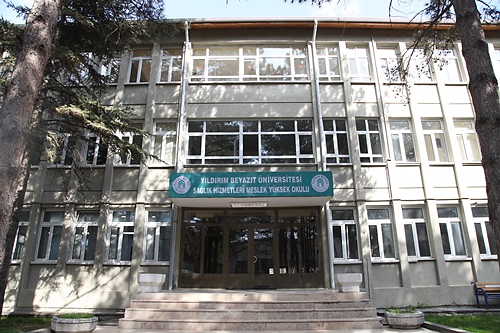 YILDIRIM BEYAZIT ÜNİVERSİTESİ
SAĞLIK HİZMETLERİ MESLEK YÜKSEK OKULU